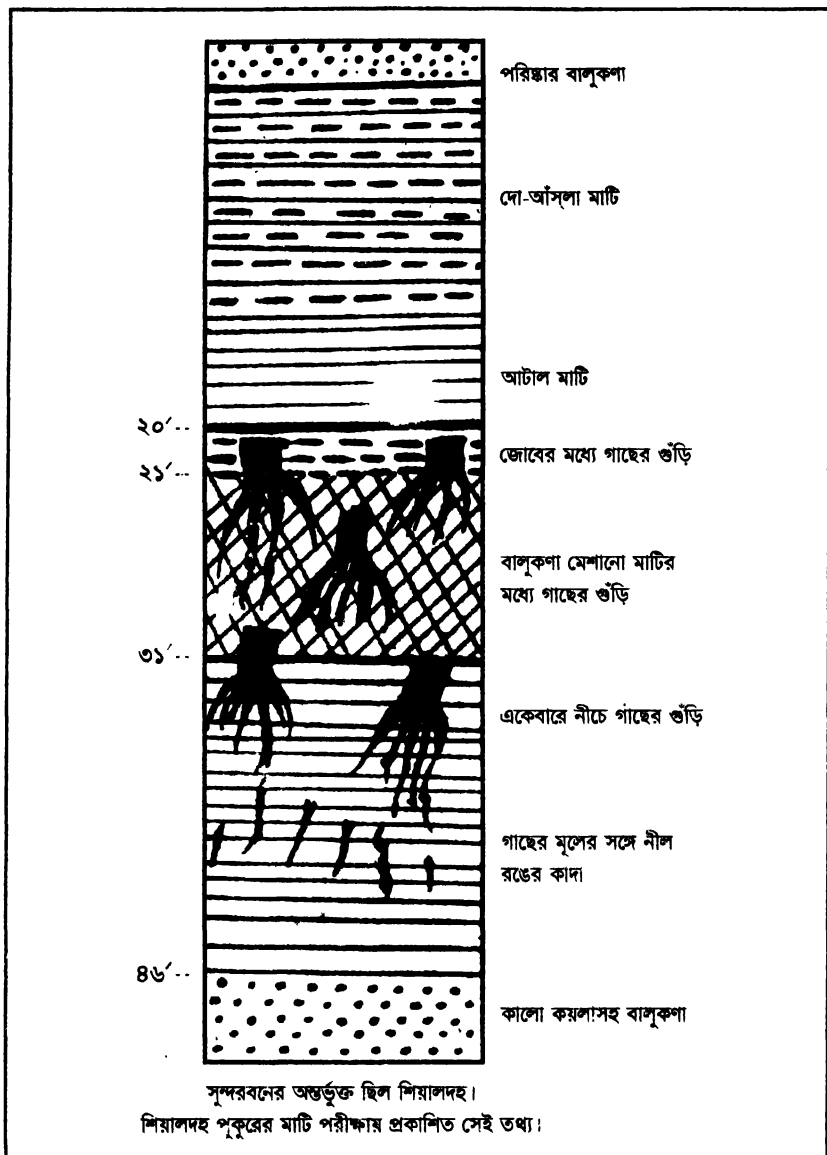 পরিষ্কার বালুকণা
দো-আঁস্‌লা মাটি
আটাল মাটি
২০′--
জোবের মধ্যে গাছের গুঁড়ি
২১′--
বালুকণা মেশানো মাটির
মধ্যে গাছের গুঁড়ি
৩১′--
একেবারে নীচে গাছের গুঁড়ি
গাছের মূলের সঙ্গে নীল
রঙের কাদা
৪৬′--
কালো কয়লাসহ বালুকণা
সুন্দরবনের অন্তর্ভুক্ত ছিল শিয়ালদহ।
শিয়ালদহ পুকুরের মাটি পরীক্ষায় প্রকাশিত সেই তথ্য।